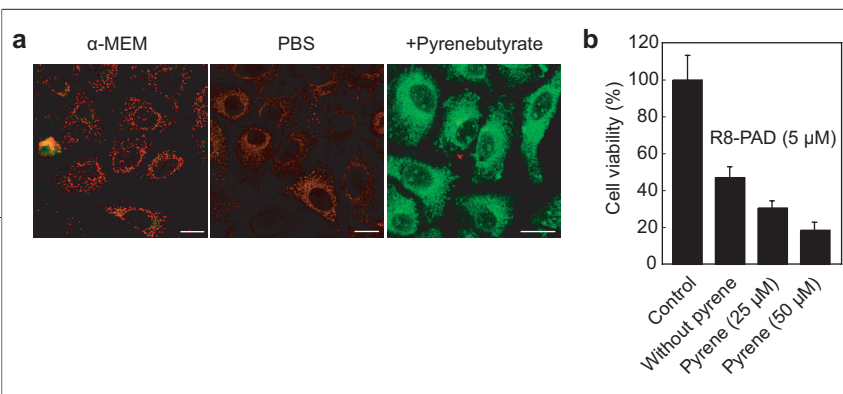 a
α-MEM
PBS
+Pyrenebutyrate
b
120
100
80
60
40
20
0
Cell viability (%)
R8-PAD (5 µM)
Control
Without pyrene
Pyrene (25 µM)
Pyrene (50 µM)